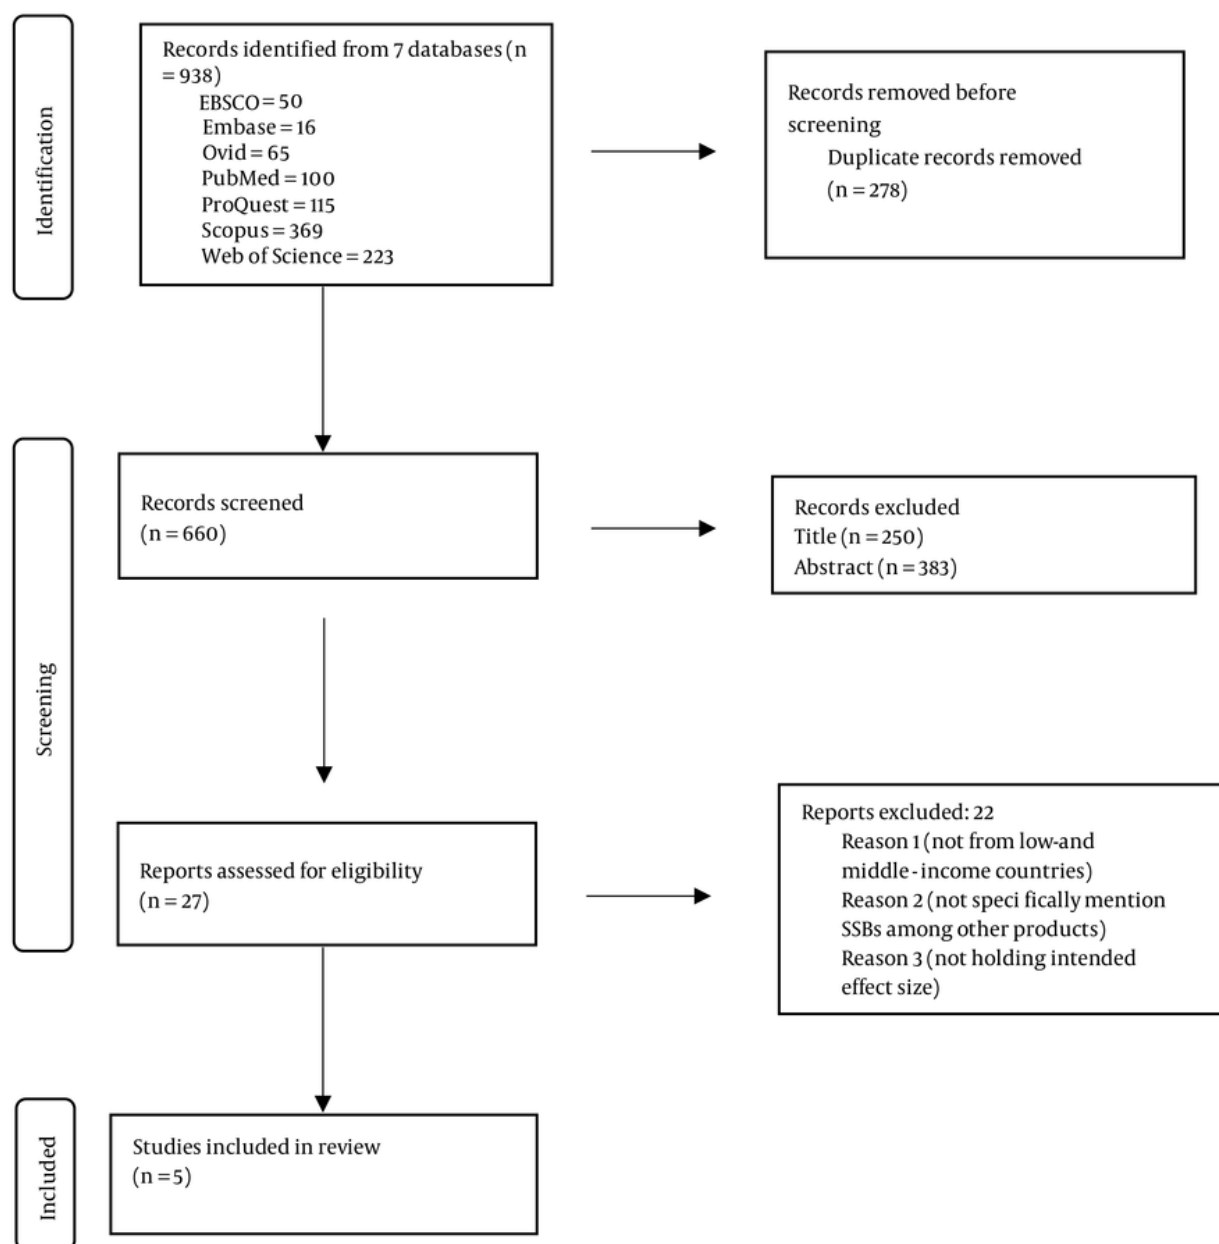 Identification
Records identified from 7 databases (n
= 938)
EBSCO = 50
Embase = 16
Ovid = 65
PubMed = 100
ProQuest = 115
Scopus = 369
Web of Science = 223
Records removed before
screening
Duplicate records removed
(n = 278)
Screening
Records screened
(n = 660)
Records excluded
Title (n = 250)
Abstract (n = 383)
Reports assessed for eligibility
(n = 27)
Reports excluded: 22
Reason 1 (not from low-and
middle-income countries)
Reason 2 (not speci fically mention
SSBs among other products)
Reason 3 (not holding intended
effect size)
Included
Studies included in review
(n = 5)